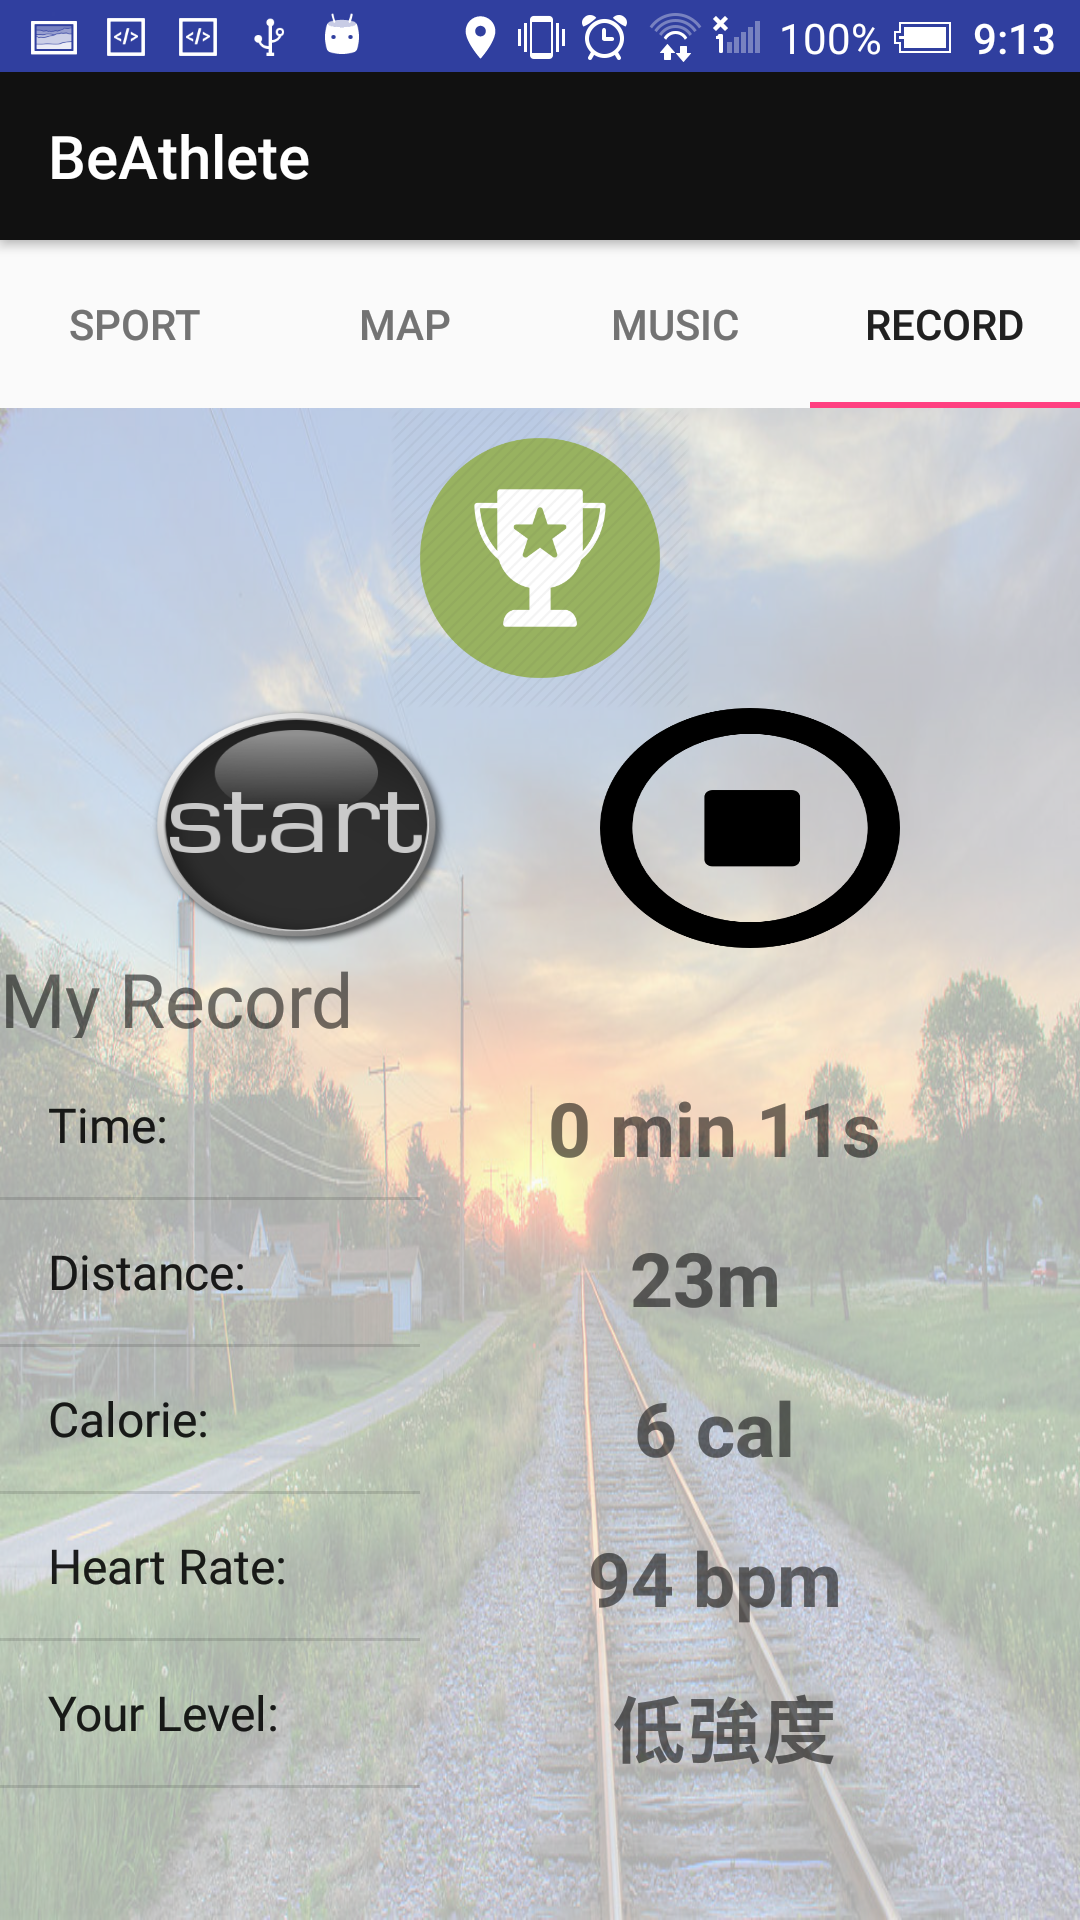 100% 9:13
BeAthlete
SPORT MAP MUSIC RECORD
start
My Record
Time: 0 min 11s
Distance: 23m
Calorie: 6 cal
Heart Rate: 94 bpm
Your Level: 低強度